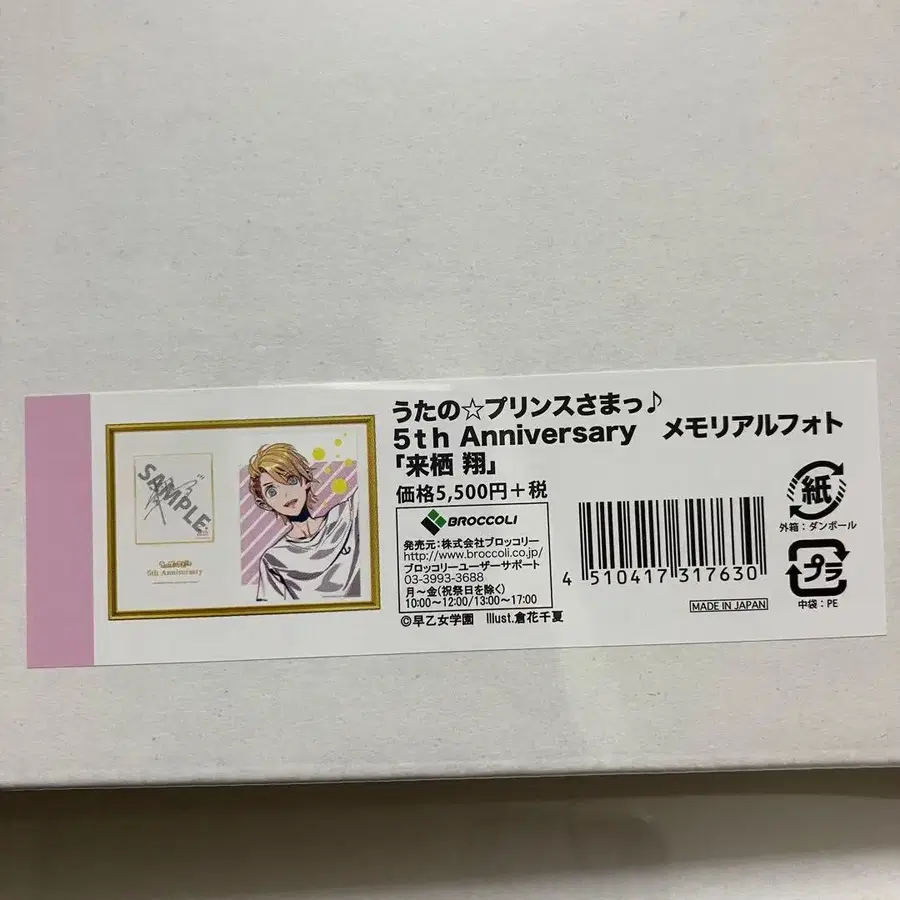 うたの☆プリンスさまっ♪
5th Anniversary メモリアルフォト
「来栖 翔」
価格5,500円+税
BROCCOLI
発売元:株式会社ブロッコリー
http://www.broccoli.co.jp/
ブロッコリーユーザーサポート
03-3993-3688
月~金(祝祭日を除く)
10:00~12:00/13:00~17:00
©早乙女学園 Illust.倉花千夏
4 510417 317630
MADE IN JAPAN
紙
外箱:ダンボール
プラ
中袋:PE
SAMPLE
5th Anniversary